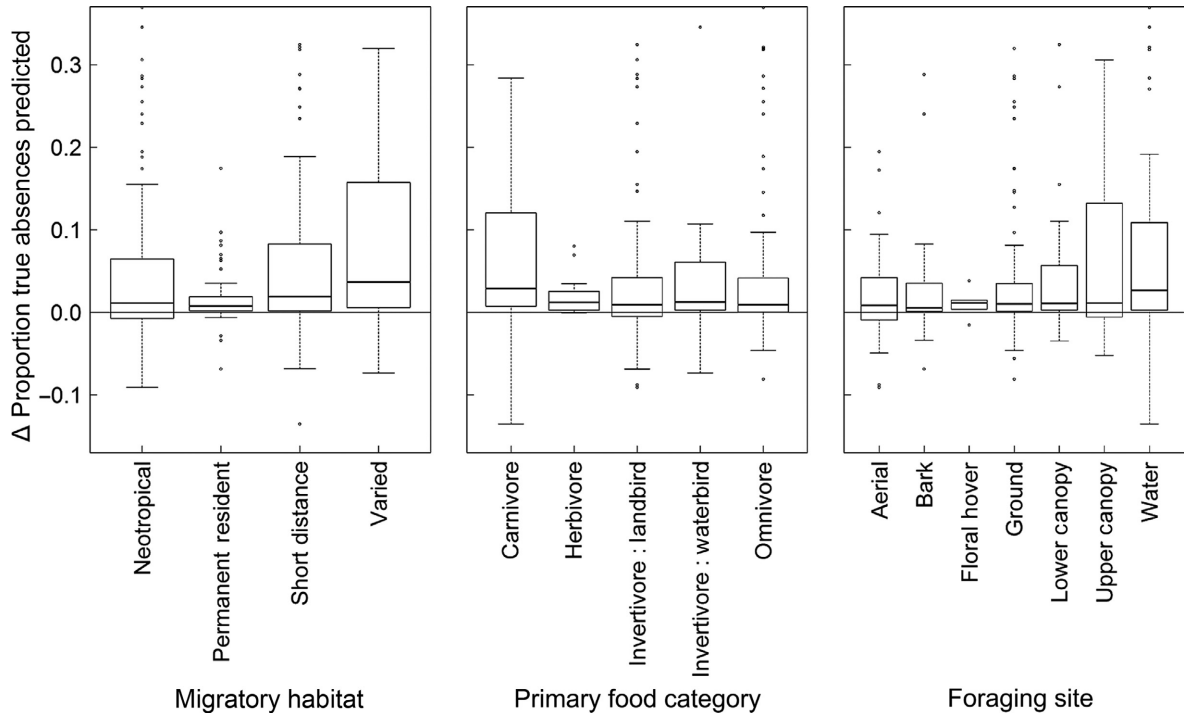 Δ Proportion true absences predicted
0.3
0.2
0.1
0.0
−0.1
Neotropical
Permanent resident
Short distance
Varied
Migratory habitat
Carnivore
Herbivore
Invertivore : landbird
Invertivore : waterbird
Omnivore
Primary food category
Aerial
Bark
Floral hover
Ground
Lower canopy
Upper canopy
Water
Foraging site